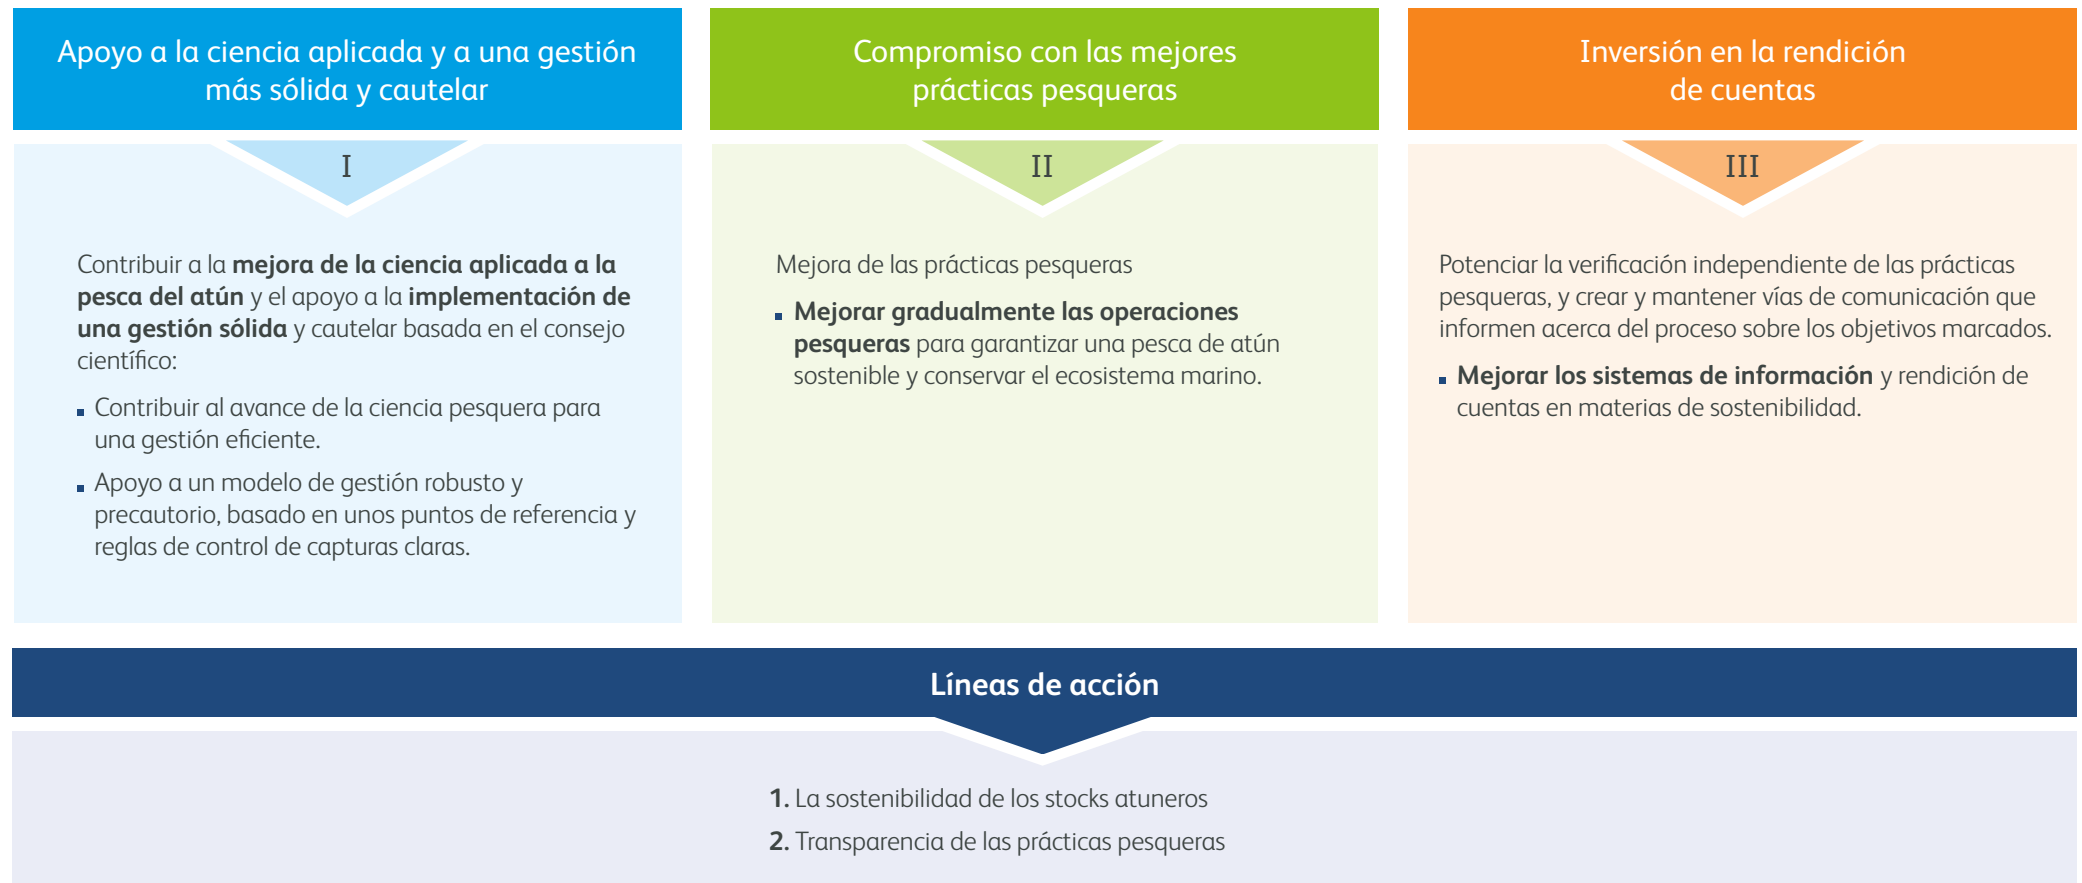 Apoyo a la ciencia aplicada y a una gestión
más sólida y cautelar
I
Contribuir a la mejora de la ciencia aplicada a la
pesca del atún y el apoyo a la implementación de
una gestión sólida y cautelar basada en el consejo
científico:
Contribuir al avance de la ciencia pesquera para
una gestión eficiente.
Apoyo a un modelo de gestión robusto y
precautorio, basado en unos puntos de referencia y
reglas de control de capturas claras.
Compromiso con las mejores
prácticas pesqueras
II
Mejora de las prácticas pesqueras
Mejorar gradualmente las operaciones
pesqueras para garantizar una pesca de atún
sostenible y conservar el ecosistema marino.
Inversión en la rendición
de cuentas
III
Potenciar la verificación independiente de las prácticas
pesqueras, y crear y mantener vías de comunicación que
informen acerca del proceso sobre los objetivos marcados.
Mejorar los sistemas de información y rendición de
cuentas en materias de sostenibilidad.
Líneas de acción
1. La sostenibilidad de los stocks atuneros
2. Transparencia de las prácticas pesqueras